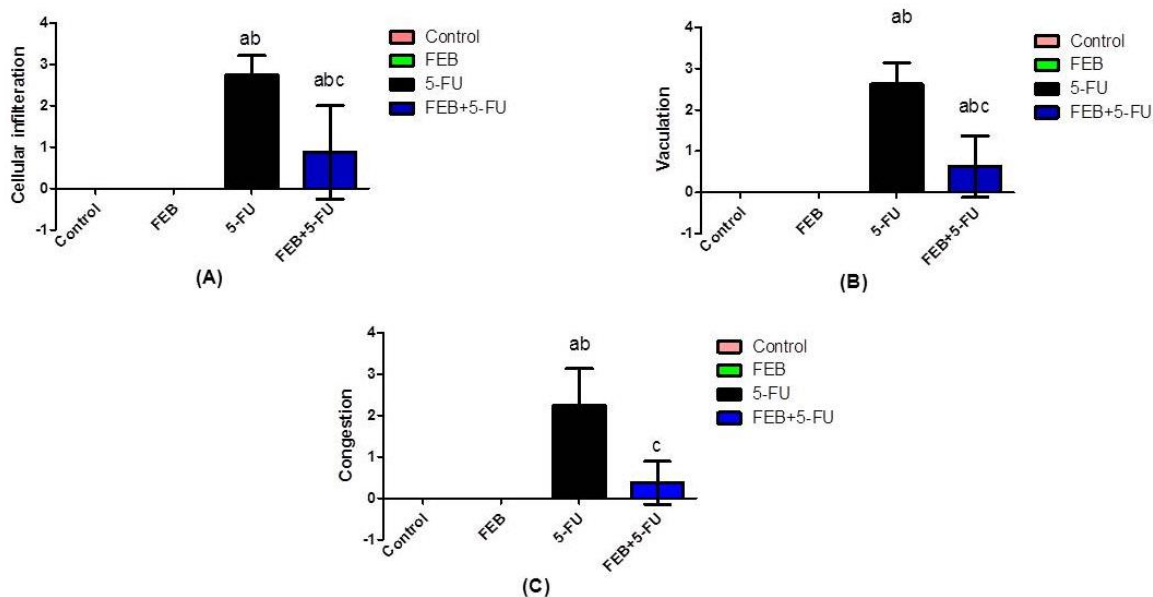 Cellular infilteration
4
3
2
1
0
-1
ab
abc
Control
FEB
5-FU
FEB+5-FU
Control
FEB
5-FU
FEB+5-FU
(A)
Vaculation
4
3
2
1
0
-1
ab
abc
Control
FEB
5-FU
FEB+5-FU
Control
FEB
5-FU
FEB+5-FU
(B)
Congestion
4
3
2
1
0
-1
ab
c
Control
FEB
5-FU
FEB+5-FU
Control
FEB
5-FU
FEB+5-FU
(C)